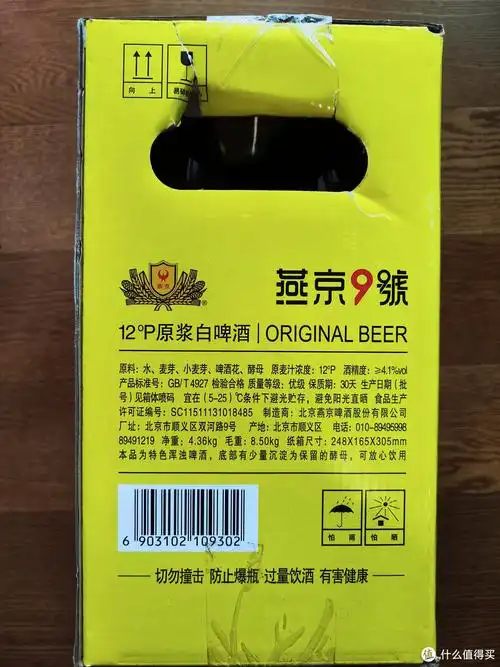 向 上
易碎
燕京
®
燕京9號
12°P原浆白啤酒 | ORIGINAL BEER
原料: 水、麦芽、小麦芽、啤酒花、酵母 原麦汁浓度: 12°P 酒精度: ≥4.1%vol
产品标准号: GB/T 4927 检验合格 质量等级: 优级 保质期: 30天 生产日期 (批
号) 见箱体喷码 宜在 (5-25) ℃条件下避光贮存, 避免阳光直晒 食品生产
许可证编号: SC11511131018485 制造商: 北京燕京啤酒股份有限公司
厂址: 北京市顺义区双河路9号 产地: 北京市顺义区 电话: 010-89495998
89491219 净重: 4.36kg 毛重: 8.50kg 纸箱尺寸: 248X165X305mm
本品为特色浑浊啤酒, 底部有少量沉淀为保留的酵母, 可放心饮用
6 903102 109302
怕 雨
怕 晒
切勿撞击 防止爆瓶 过量饮酒 有害健康
值 什么值得买